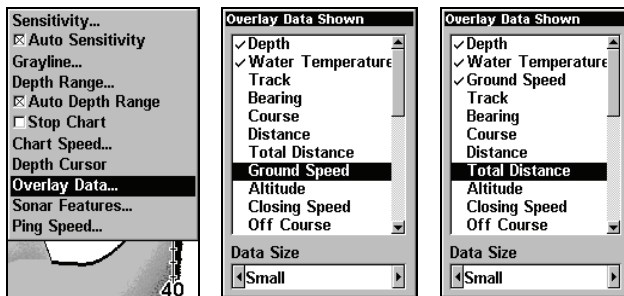 Sensitivity...
Auto Sensitivity
Grayline...
Depth Range...
Auto Depth Range
Stop Chart
Chart Speed...
Depth Cursor
Overlay Data...
Sonar Features...
Ping Speed...
40
Overlay Data Shown
Depth
Water Temperature
Track
Bearing
Course
Distance
Total Distance
Ground Speed
Altitude
Closing Speed
Off Course
Data Size
Small
Overlay Data Shown
Depth
Water Temperature
Ground Speed
Track
Bearing
Course
Distance
Total Distance
Altitude
Closing Speed
Off Course
Data Size
Small